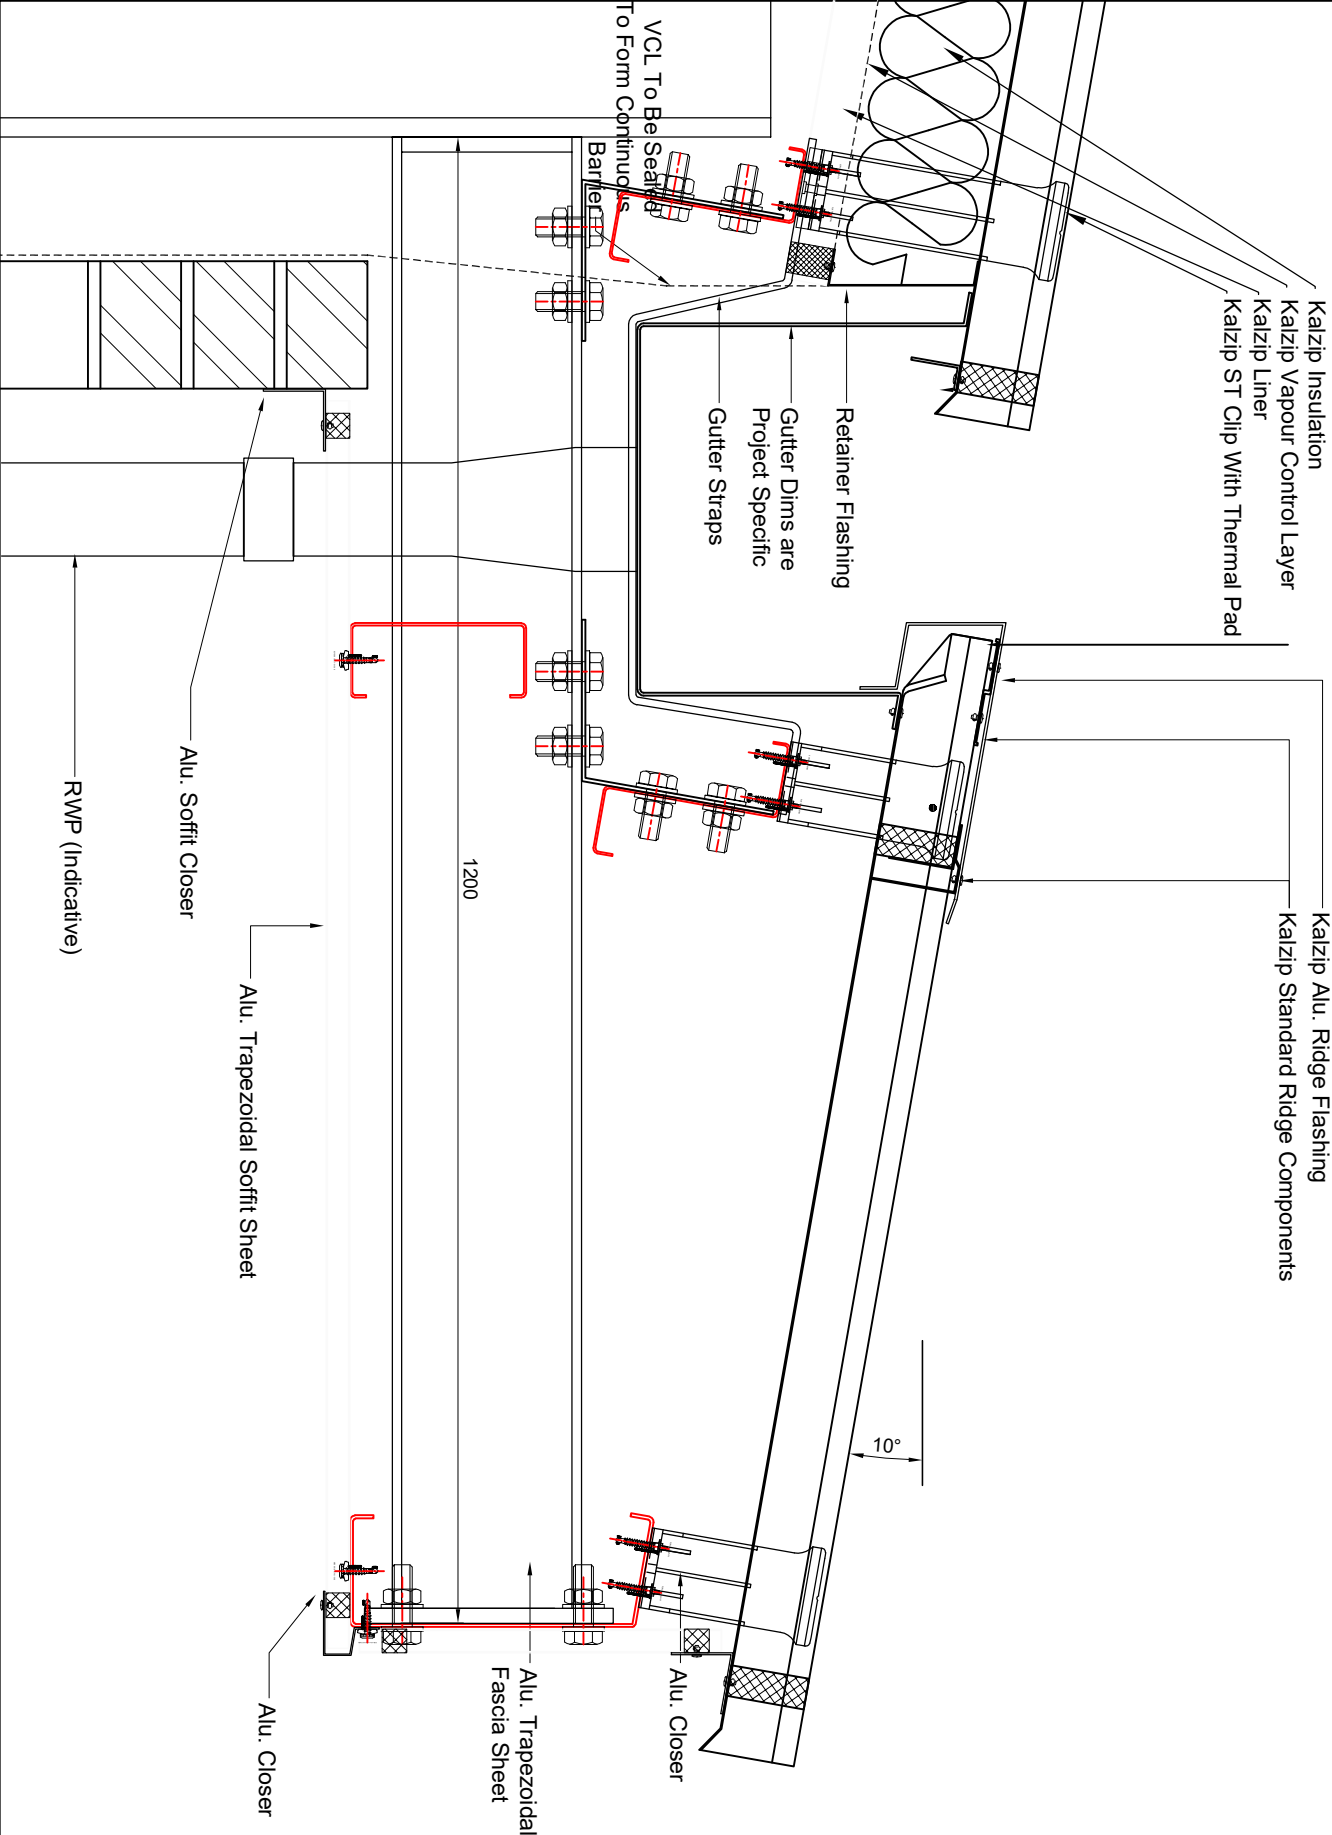 Kalzip Insulation
Kalzip Vapour Control Layer
Kalzip Liner
Kalzip ST Clip With Thermal Pad
Kalzip Alu. Ridge Flashing
Kalzip Standard Ridge Components
Retainer Flashing
Gutter Dims are
Project Specific
Gutter Straps
VCL To Be Sealed
To Form Continuous
Barrier
10°
1200
Alu. Closer
Alu. Trapezoidal
Fascia Sheet
Alu. Closer
Alu. Trapezoidal Soffit Sheet
Alu. Soffit Closer
RWP (Indicative)